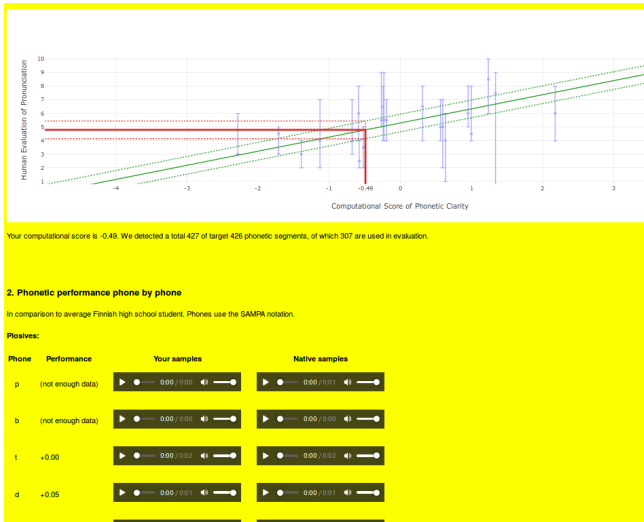 Human Evaluation of Pronunciation
10
9
8
7
6
5
4
3
2
1
-4
-3
-2
-1
-0.49
0
1
2
3
Computational Score of Phonetic Clarity
Your computational score is -0.49. We detected a total 427 of target 426 phonetic segments, of which 307 are used in evaluation.
2. Phonetic performance phone by phone
In comparison to average Finnish high school student. Phones use the SAMPA notation.
Plosives:
Phone Performance Your samples Native samples
p (not enough data) 0:00 / 0:00 0:00 / 0:01
b (not enough data) 0:00 / 0:00 0:00 / 0:00
t +0.00 0:00 / 0:02 0:00 / 0:02
d +0.05 0:00 / 0:01 0:00 / 0:01